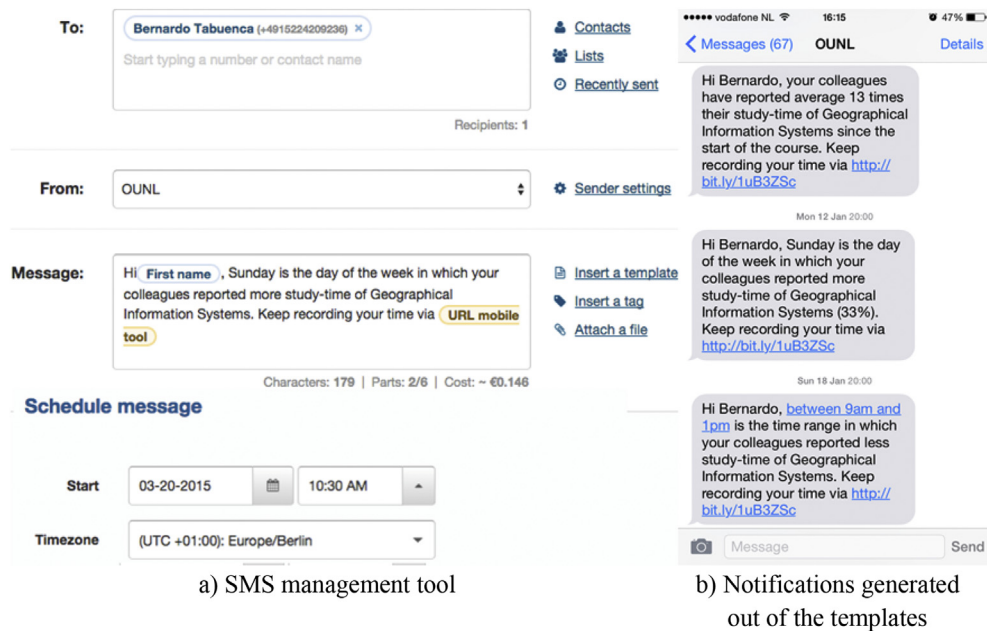 To:
Bernardo Tabuenca (+4915224209236) ×
Start typing a number or contact name
Recipients: 1
Contacts
Lists
Recently sent
From:
OUNL
Sender settings
Message:
Hi First name , Sunday is the day of the week in which your
colleagues reported more study-time of Geographical
Information Systems. Keep recording your time via URL mobile
tool
Insert a template
Insert a tag
Attach a file
Characters: 179 | Parts: 2/6 | Cost: ~ €0.146
Schedule message
Start
03-20-2015
10:30 AM
Timezone
(UTC +01:00): Europe/Berlin
a) SMS management tool
vodafone NL
16:15
47%
Messages (67)
OUNL
Details
Hi Bernardo, your colleagues
have reported average 13 times
their study-time of Geographical
Information Systems since the
start of the course. Keep
recording your time via http://
bit.ly/1uB3ZSc
Mon 12 Jan 20:00
Hi Bernardo, Sunday is the day
of the week in which your
colleagues reported more
study-time of Geographical
Information Systems (33%).
Keep recording your time via
http://bit.ly/1uB3ZSc
Sun 18 Jan 20:00
Hi Bernardo, between 9am and
1pm is the time range in which
your colleagues reported less
study-time of Geographical
Information Systems. Keep
recording your time via http://
bit.ly/1uB3ZSc
Message
Send
b) Notifications generated
out of the templates